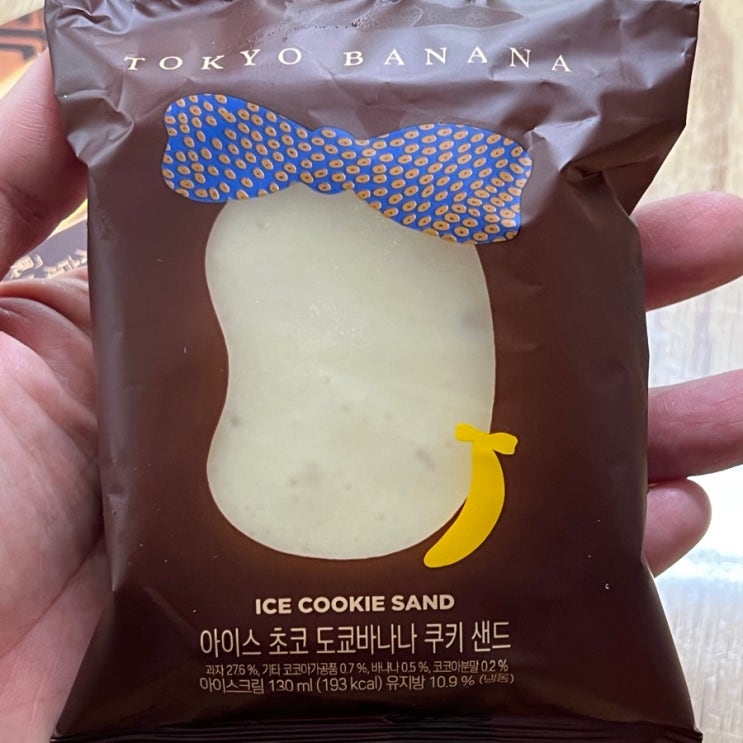 TOKYO BANANA
ICE COOKIE SAND
아이스 초코 도쿄바나나 쿠키 샌드
과자 27.6 %, 기타 코코아가공품 0.7 %, 바나나 0.5 %, 코코아분말 0.2 %
아이스크림 130 ml (193 kcal) 유지방 10.9 % (냉동)